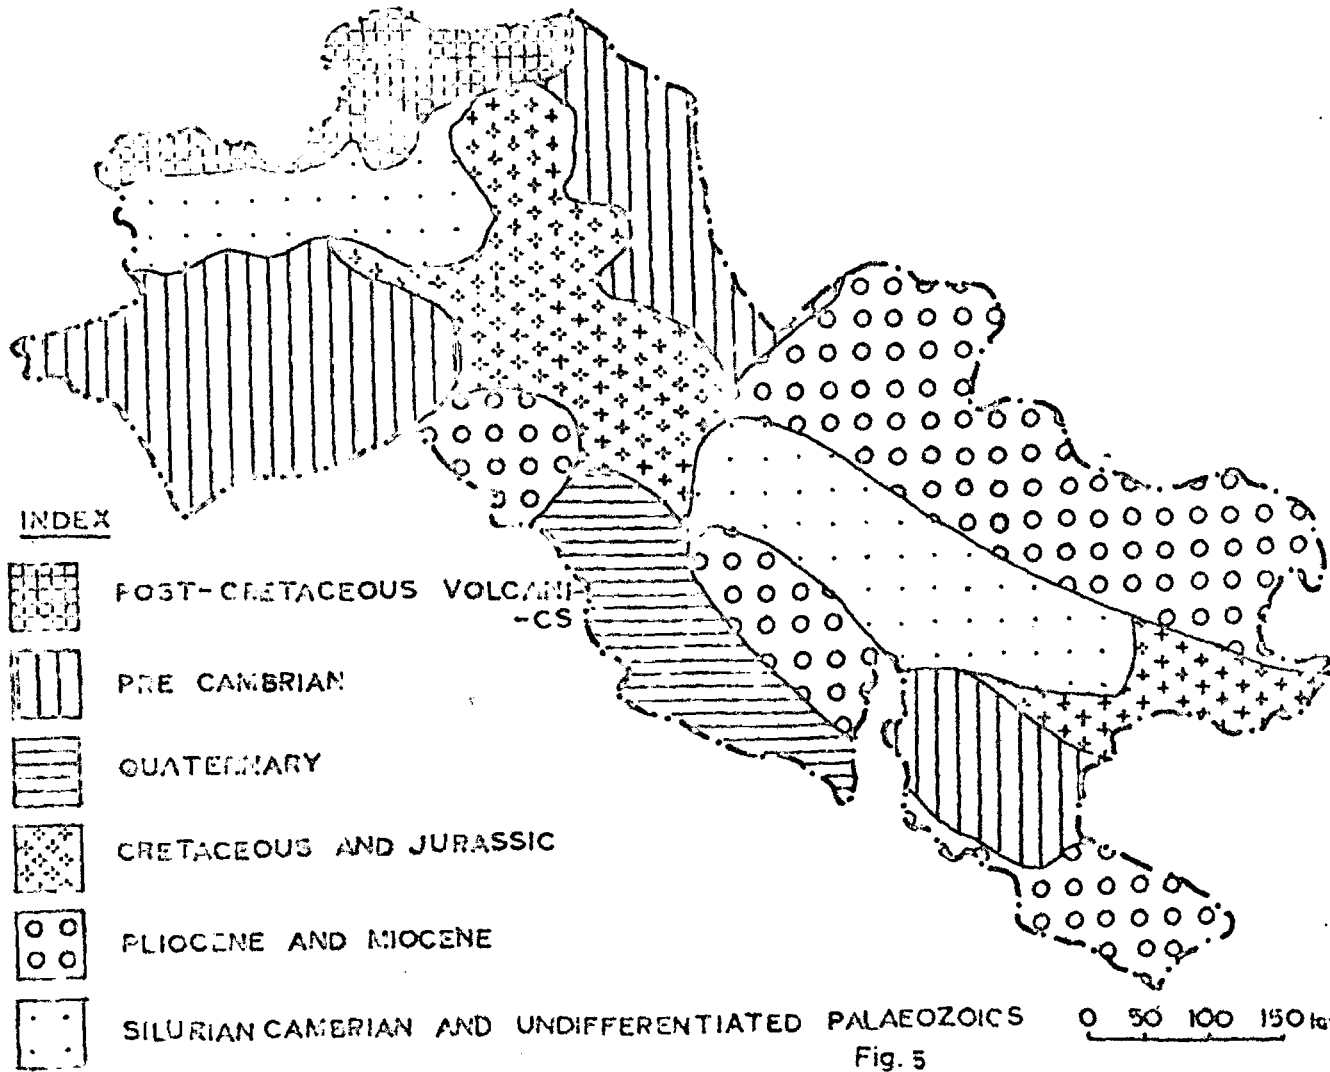 INDEX
POST-CRETACEOUS VOLCANI-
-CS
PRE CAMBRIAN
QUATERNARY
CRETACEOUS AND JURASSIC
PLIOCENE AND MIOCENE
SILURIAN CAMBRIAN AND UNDIFFERENTIATED PALAEOZOICS
0 50 100 150
Fig. 5